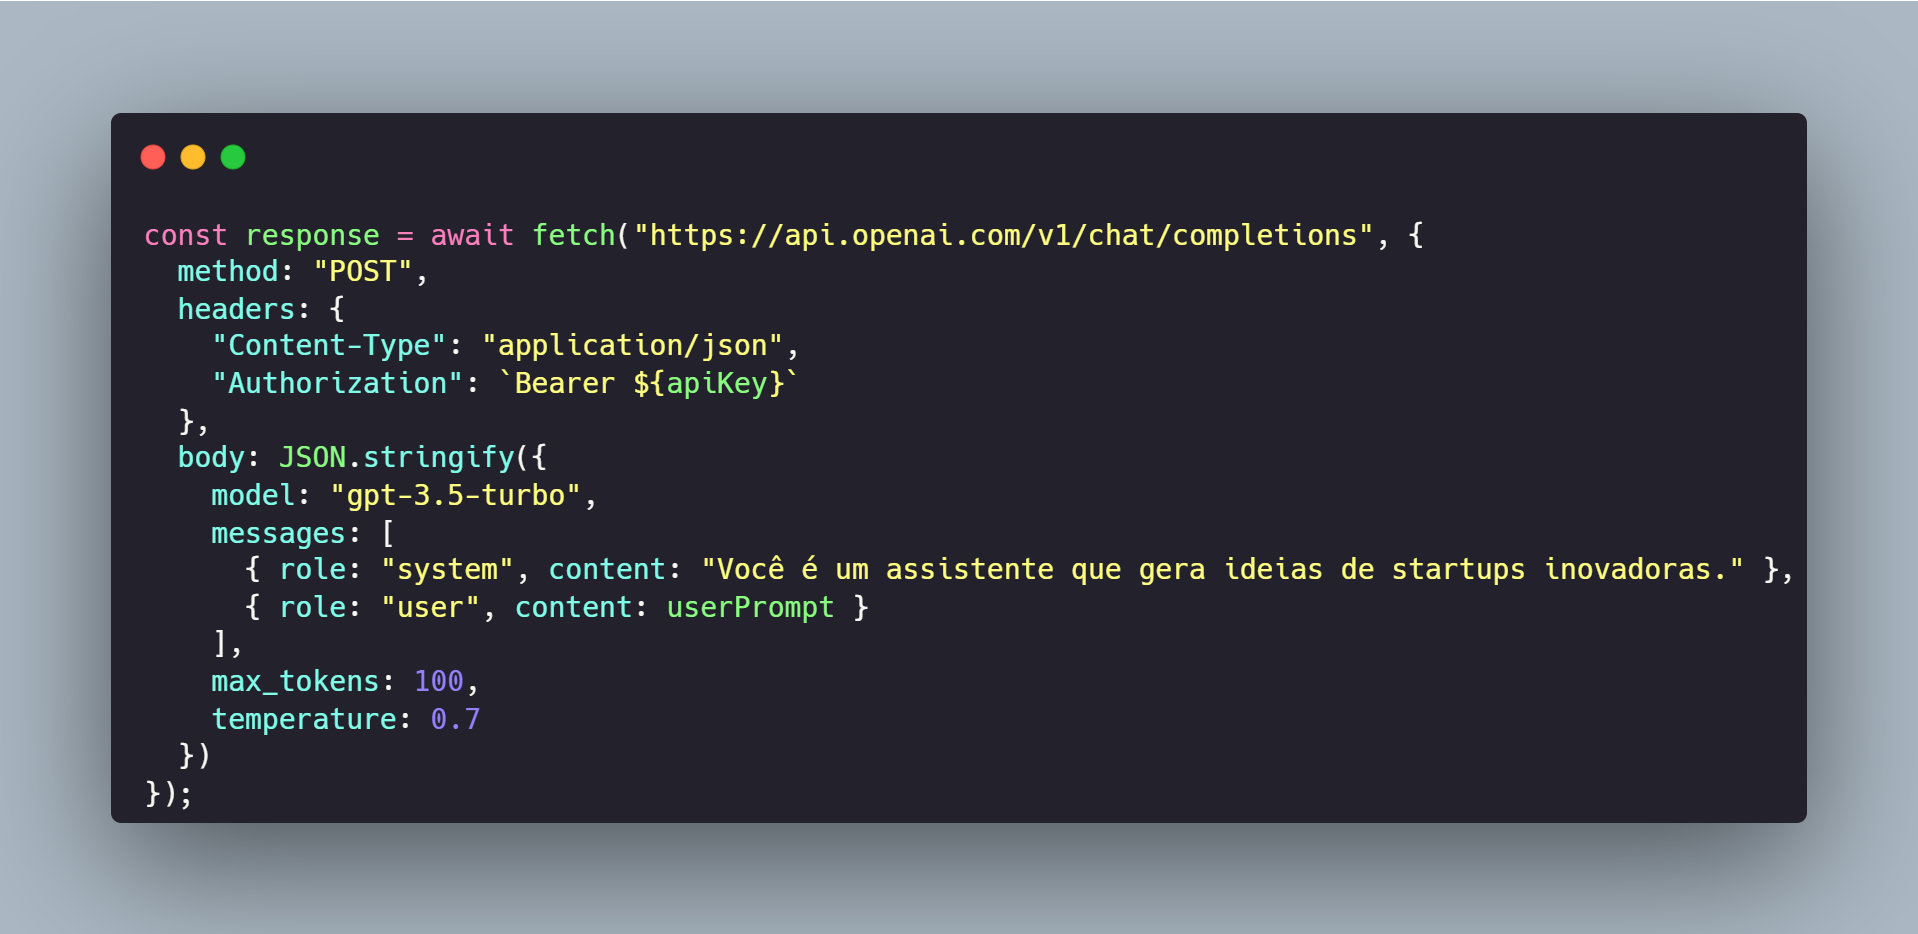 const response = await fetch("https://api.openai.com/v1/chat/completions", {
  method: "POST",
  headers: {
    "Content-Type": "application/json",
    "Authorization": `Bearer ${apiKey}`
  },
  body: JSON.stringify({
    model: "gpt-3.5-turbo",
    messages: [
      { role: "system", content: "Você é um assistente que gera ideias de startups inovadoras." },
      { role: "user", content: userPrompt }
    ],
    max_tokens: 100,
    temperature: 0.7
  })
});